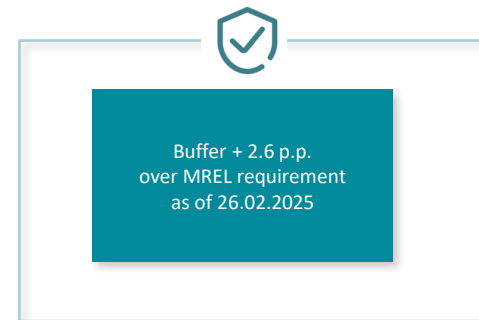 Buffer + 2.6 p.p.
over MREL requirement
as of 26.02.2025